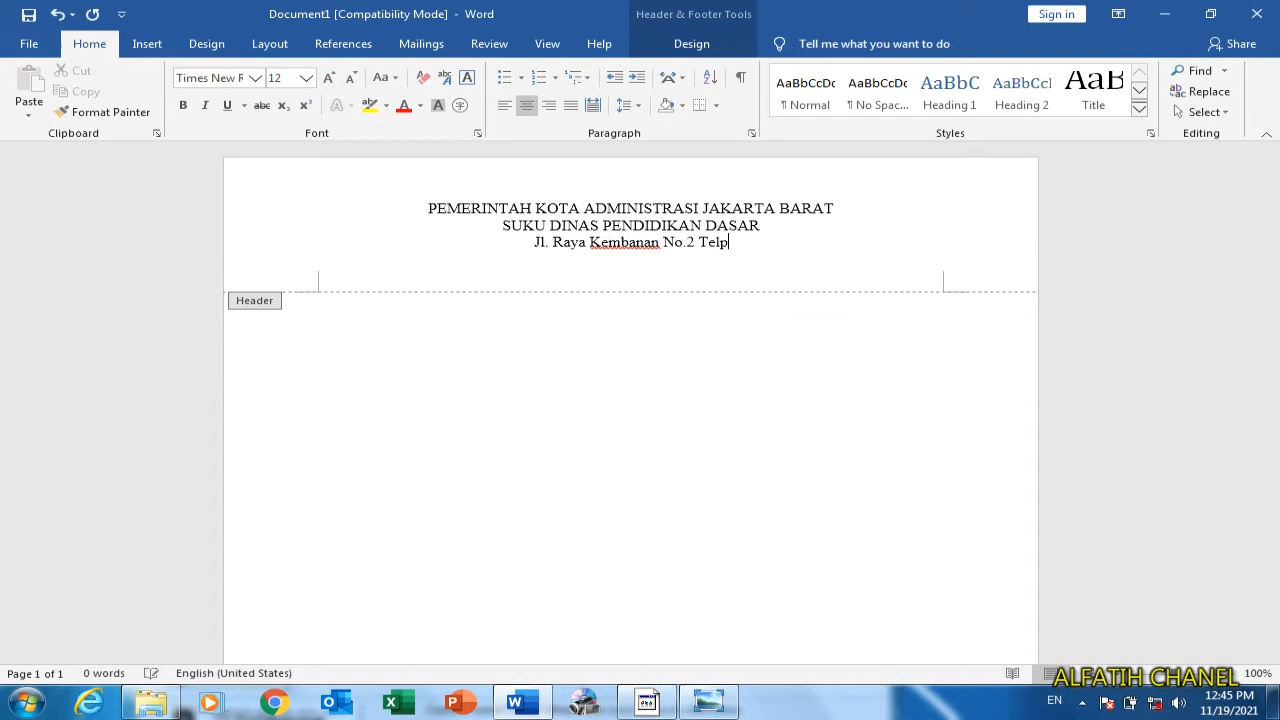 Document1 [Compatibility Mode] - Word
Header & Footer Tools
Sign in
File Home Insert Design Layout References Mailings Review View Help Design Tell me what you want to do Share
Paste
Cut
Copy
Format Painter
Clipboard
Times New R 12
Font
Paragraph
AaBbCcDc AaBbCcDc AaBbC AaBbCcI AaB
¶ Normal ¶ No Spac... Heading 1 Heading 2 Title
Styles
Find
Replace
Select
Editing
PEMERINTAH KOTA ADMINISTRASI JAKARTA BARAT
SUKU DINAS PENDIDIKAN DASAR
Jl. Raya Kembanan No.2 Telp
Header
Page 1 of 1 0 words English (United States) 100%
ALFATIH CHANEL
EN
12:45 PM
11/19/2021